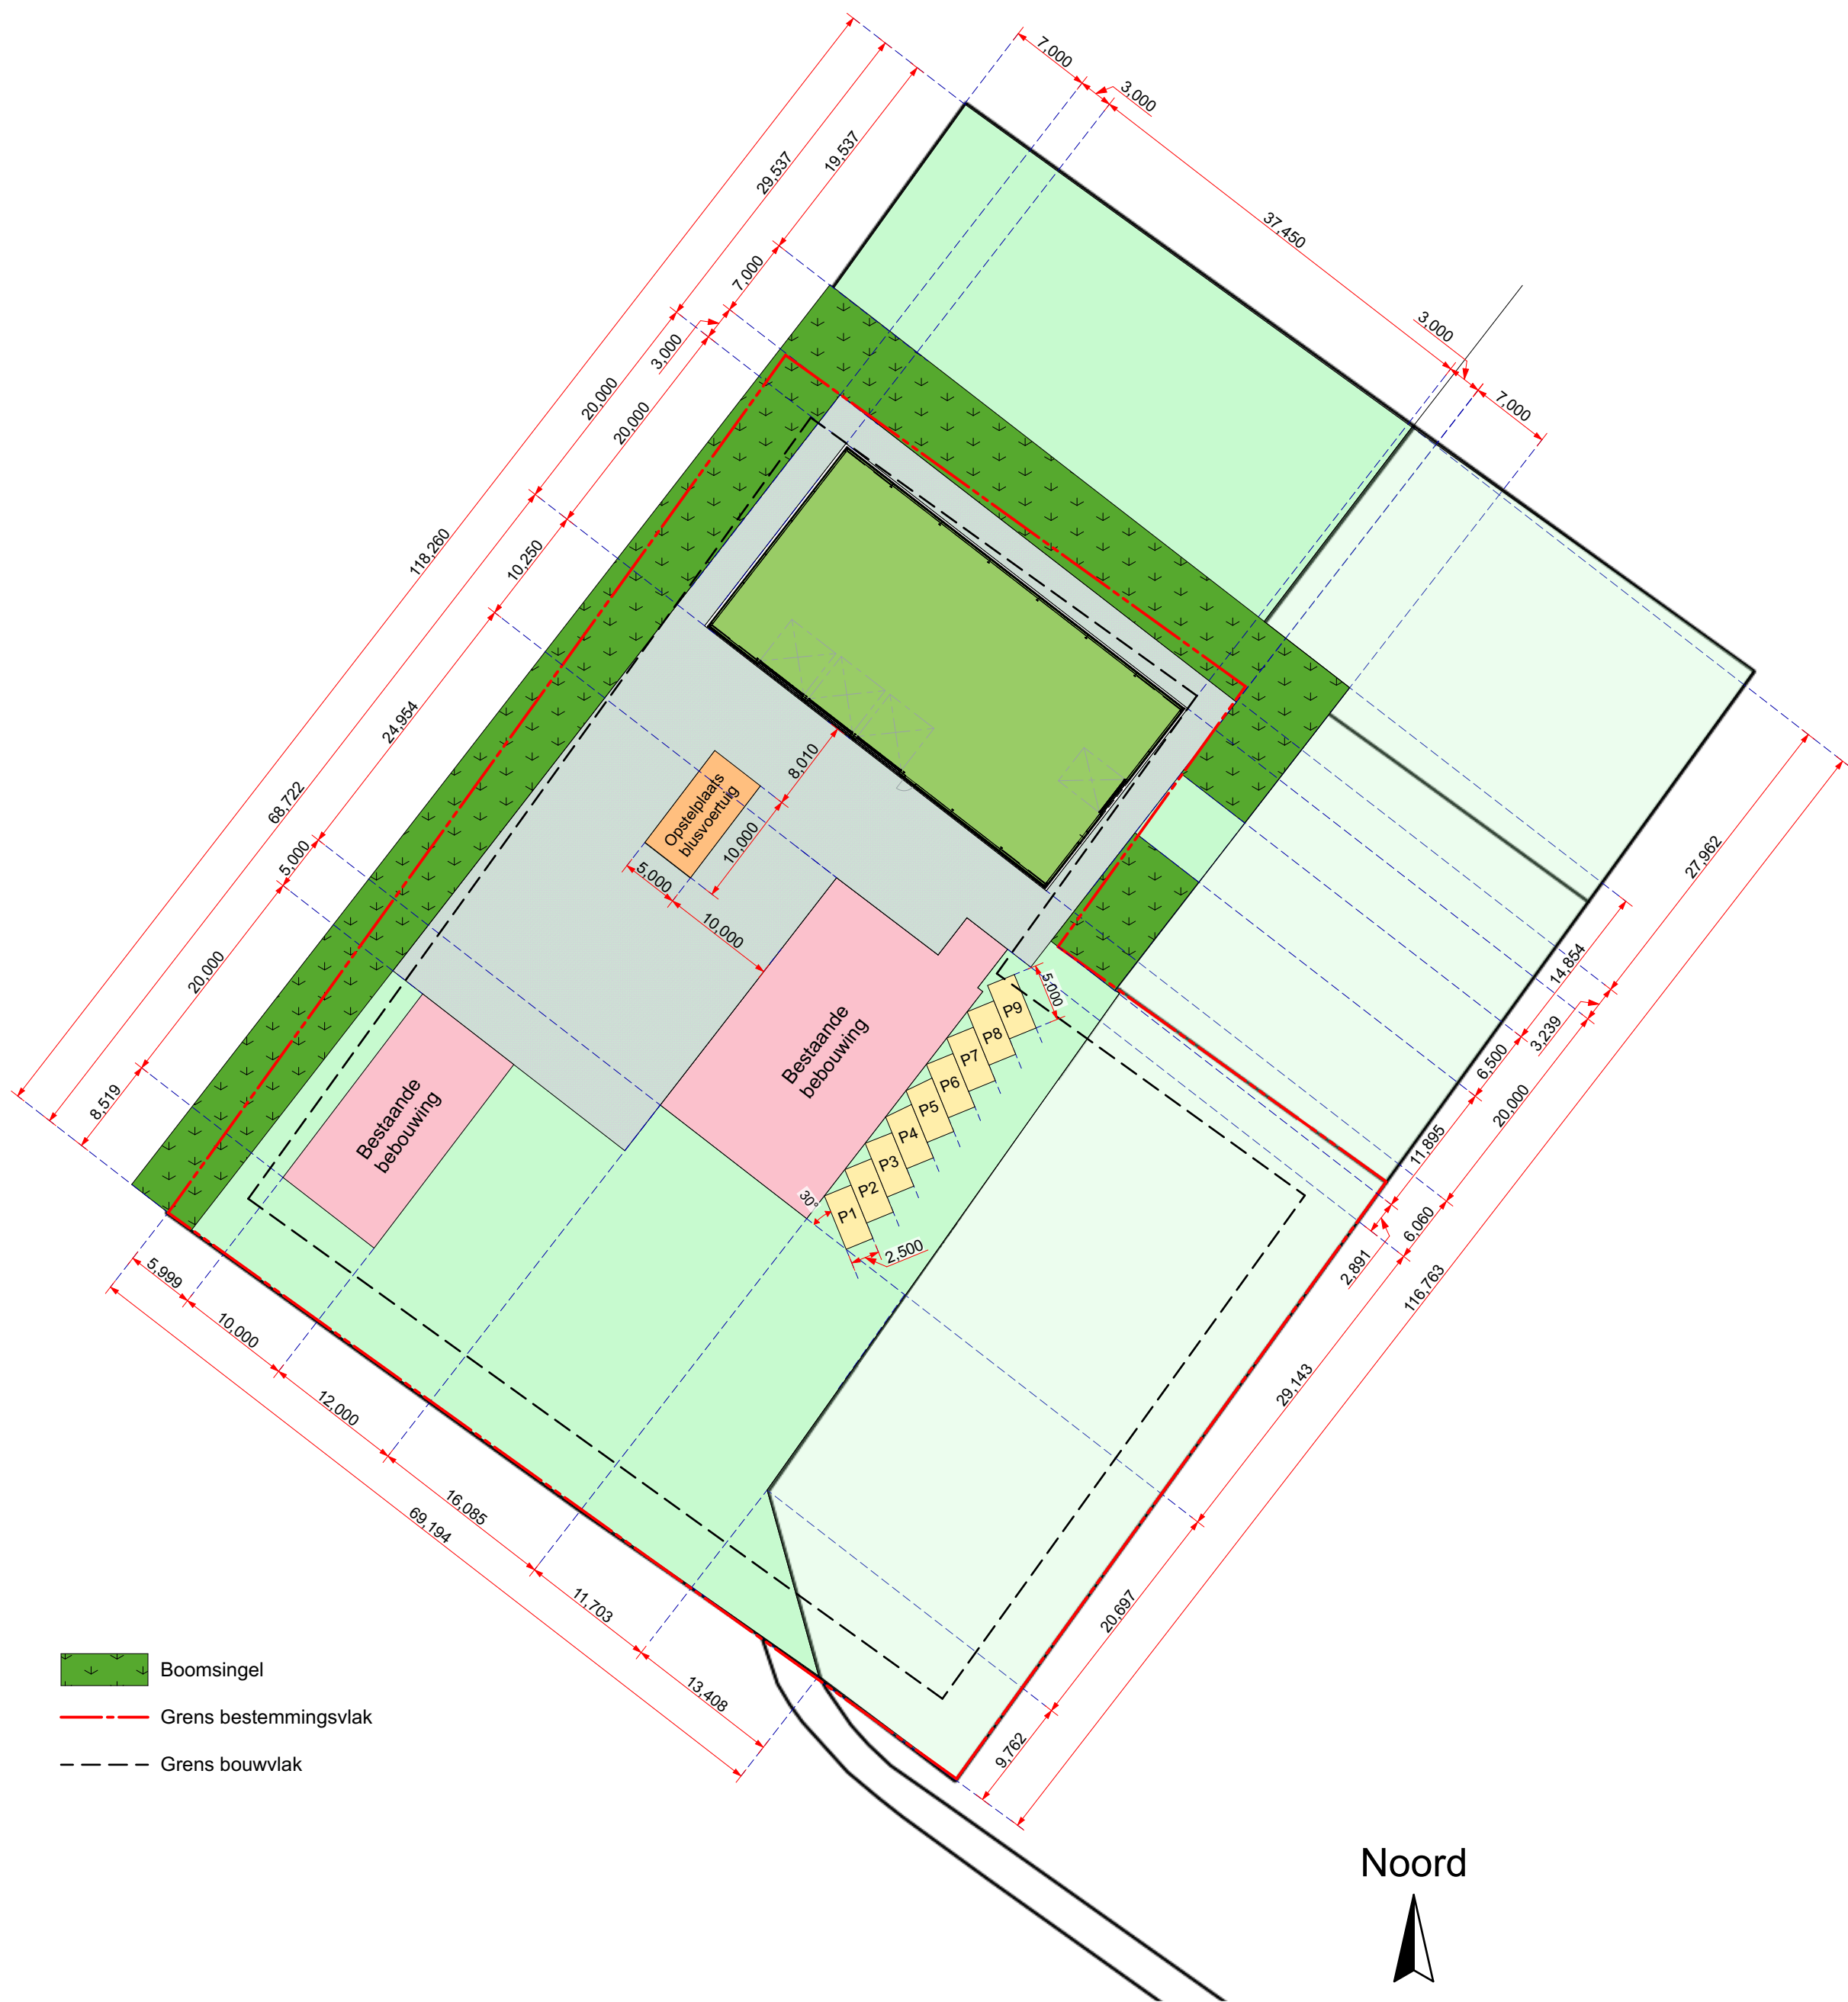 7,000
3,000
29,537
19,537
37,450
7,000
3,000
3,000
7,000
20,000
20,000
118,260
10,250
24,954
8,010
Opstelplaats
blusvoertuig
10,000
68,722
5,000
5,000
10,000
27,962
20,000
14,854
5.000
3,239
Bestaande
bebouwing
P9
P8
P7
P6
P5
P4
P3
P2
P1
6,500
20,000
8,519
Bestaande
bebouwing
11,895
30°
2,500
6,060
2,891
116,763
5,999
10,000
12,000
29,143
16,085
69,194
11,703
20,697
13,408
9,762
Boomsingel
Grens bestemmingsvlak
Grens bouwvlak
Noord